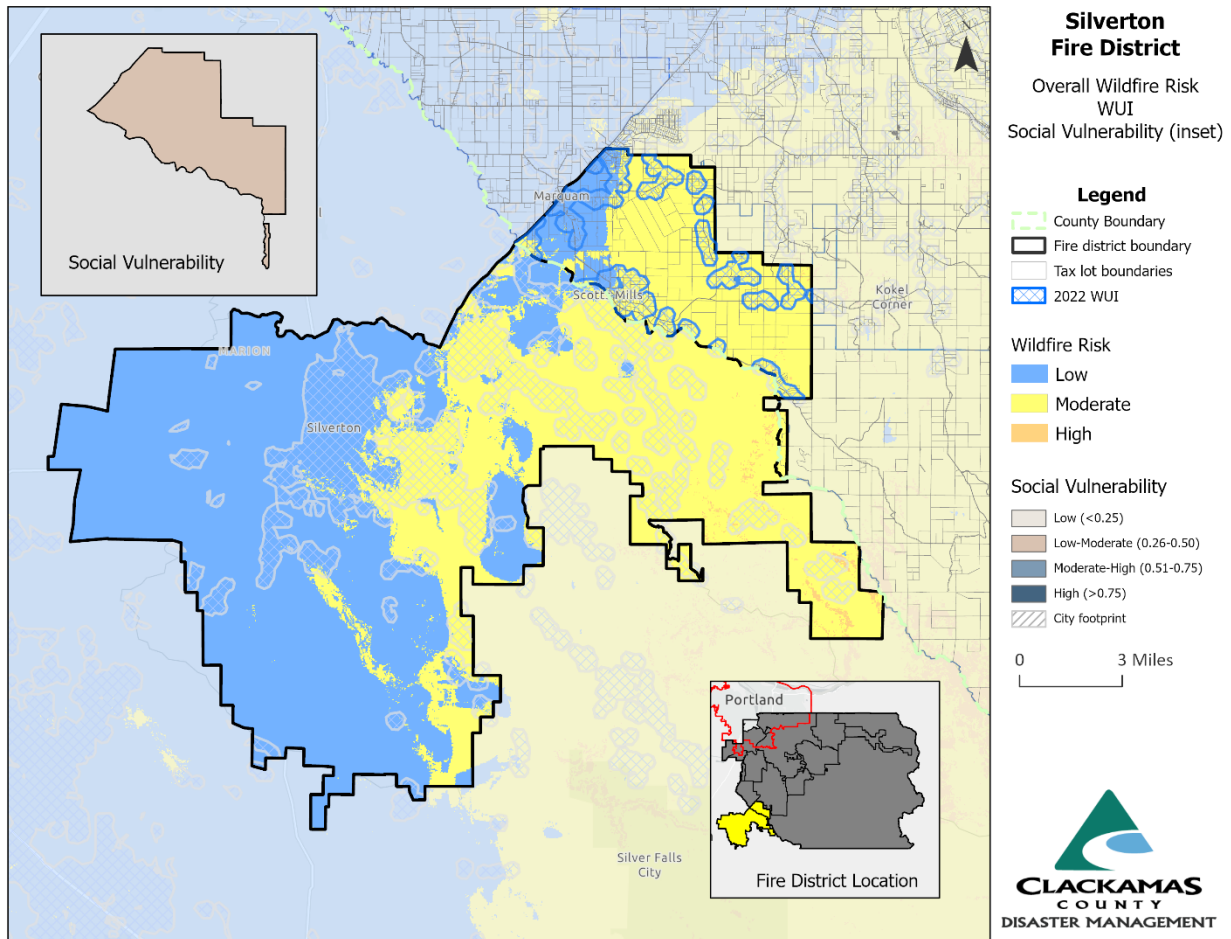 Silverton
Fire District
Overall Wildfire Risk
WUI
Social Vulnerability (inset)
Legend
County Boundary
Fire district boundary
Tax lot boundaries
2022 WUI
Wildfire Risk
Low
Moderate
High
Social Vulnerability
Low (<0.25)
Low-Moderate (0.26-0.50)
Moderate-High (0.51-0.75)
High (>0.75)
City footprint
0 3 Miles
CLACKAMAS
COUNTY
DISASTER MANAGEMENT
Social Vulnerability
Marquam
Scotts Mills
Kokel
Corner
MARION
Silverton
Silver Falls
City
Portland
Fire District Location